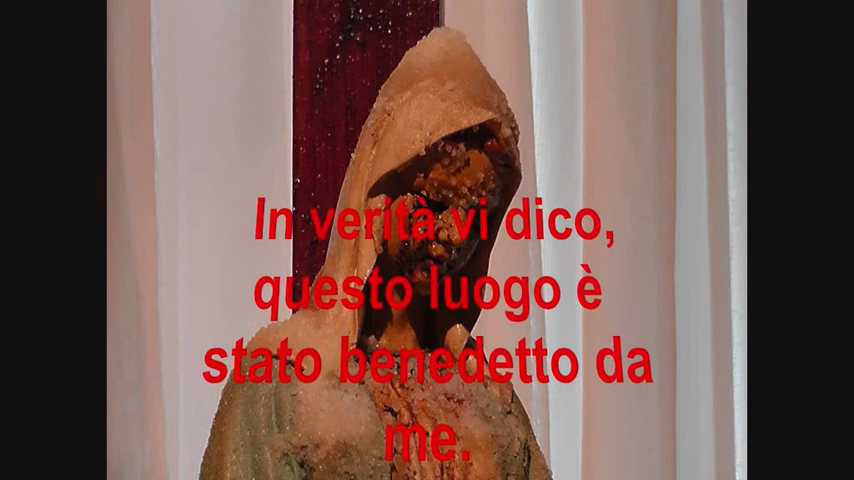 In verità vi dico,
questo luogo è
stato benedetto da
me.